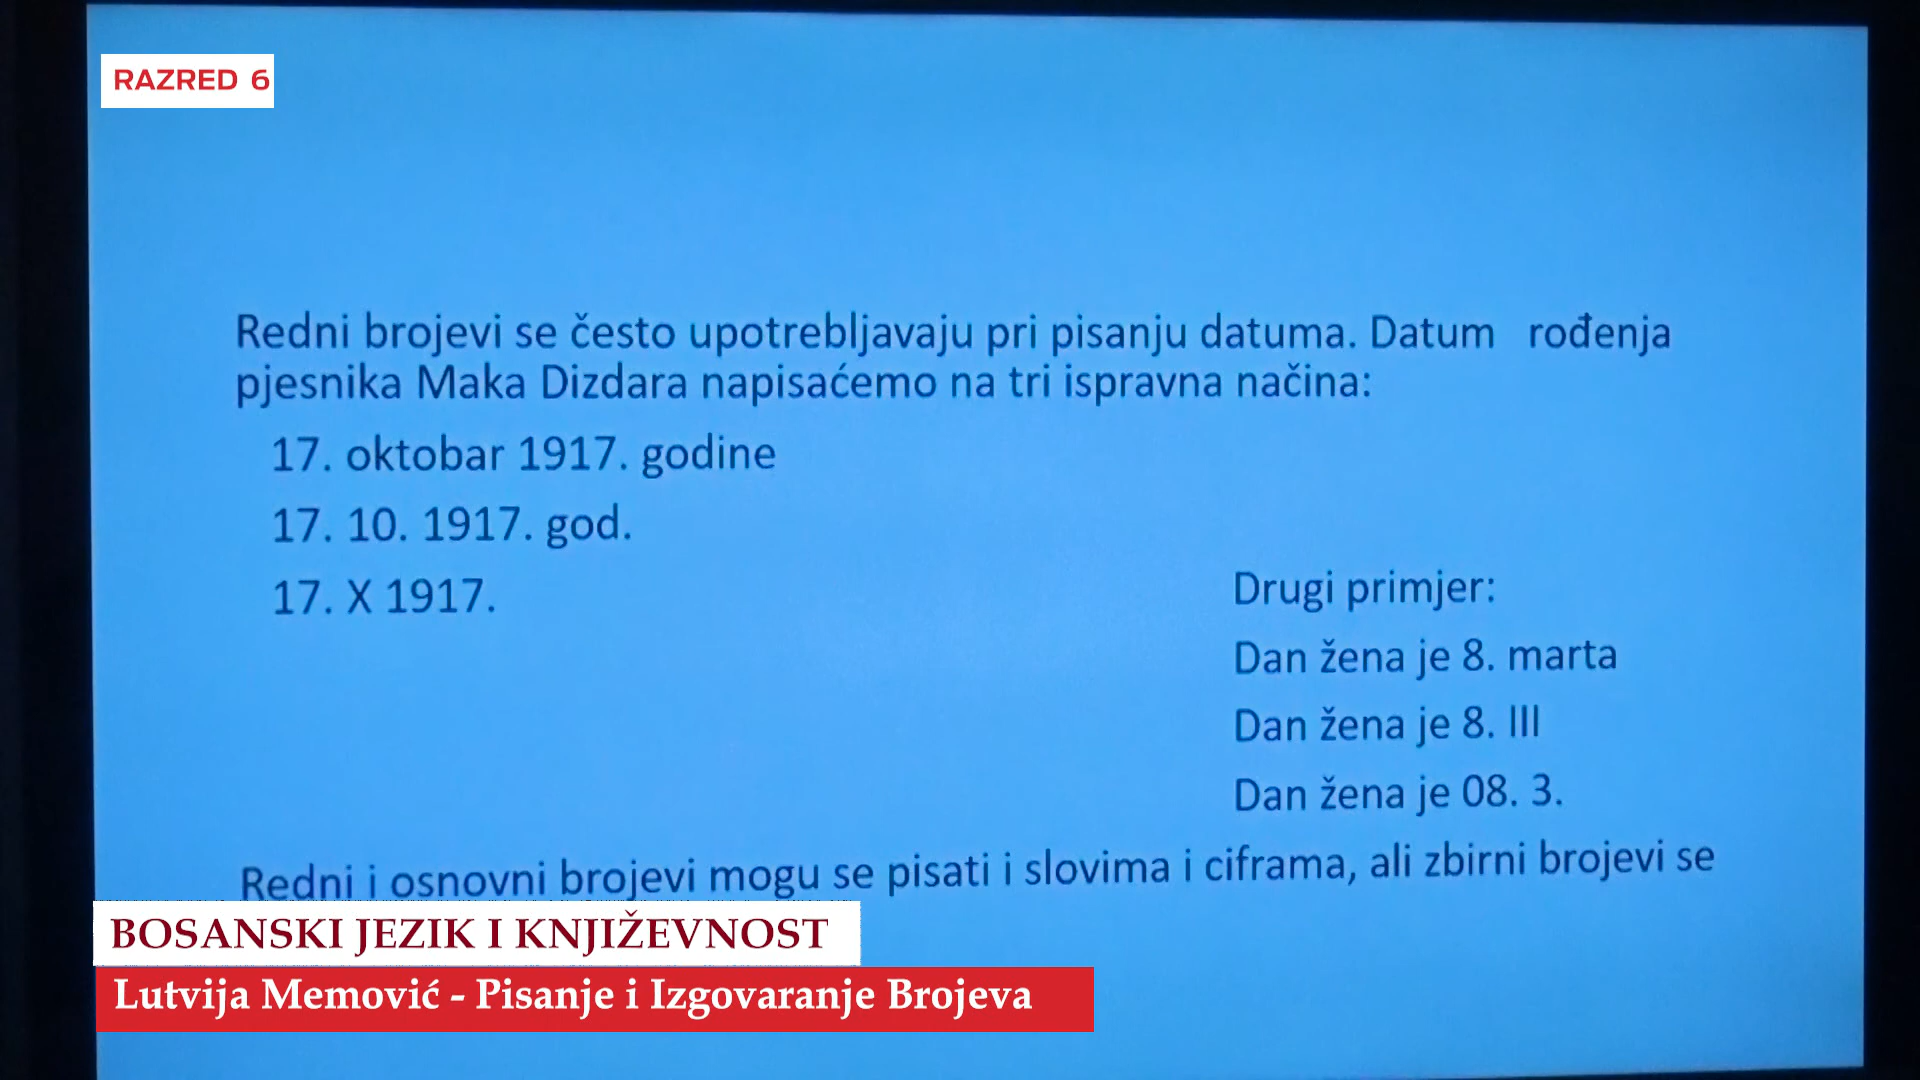 RAZRED 6
Redni brojevi se često upotrebljavaju pri pisanju datuma. Datum rođenja
pjesnika Maka Dizdara napisaćemo na tri ispravna načina:
17. oktobar 1917. godine
17. 10. 1917. god.
17. X 1917.
Drugi primjer:
Dan žena je 8. marta
Dan žena je 8. III
Dan žena je 08. 3.
Redni i osnovni brojevi mogu se pisati i slovima i ciframa, ali zbirni brojevi se
BOSANSKI JEZIK I KNJIŽEVNOST
Lutvija Memović - Pisanje i Izgovaranje Brojeva